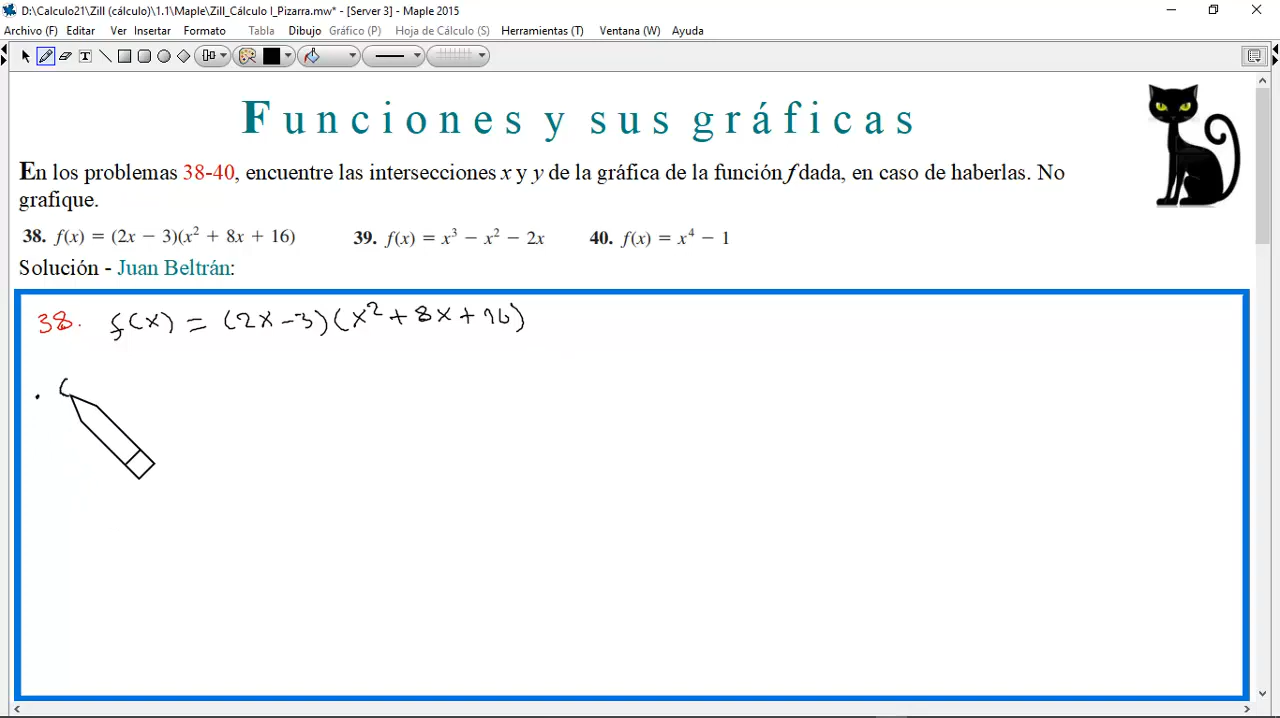 D:\Calculo21\Zill (cálculo)\1.1\Maple\Zill_Cálculo I_Pizarra.mw* - [Server 3] - Maple 2015
Archivo (F) Editar Ver Insertar Formato Tabla Dibujo Gráfico (P) Hoja de Cálculo (S) Herramientas (T) Ventana (W) Ayuda
Funciones y sus gráficas
En los problemas 38-40, encuentre las intersecciones x y y de la gráfica de la función f dada, en caso de haberlas. No
grafique.
38. f(x) = (2x − 3)(x² + 8x + 16) 39. f(x) = x³ − x² − 2x 40. f(x) = x⁴ − 1
Solución - Juan Beltrán:
38. f(x) = (2x-3)(x²+8x+16)
. C